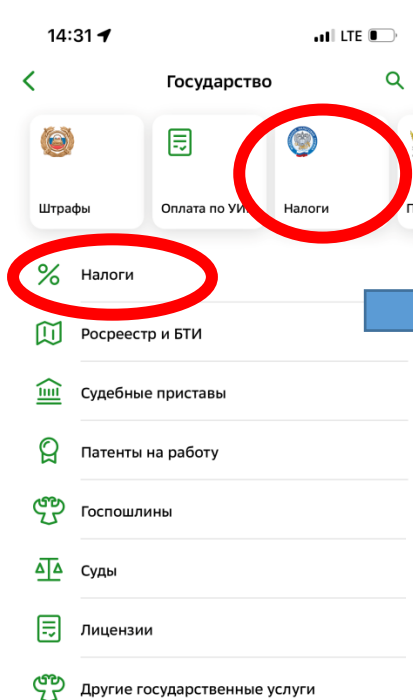 14:31 LTE
Государство
Штрафы Оплата по УИ Налоги
Налоги
Росреестр и БТИ
Судебные приставы
Патенты на работу
Госпошлины
Суды
Лицензии
Другие государственные услуги